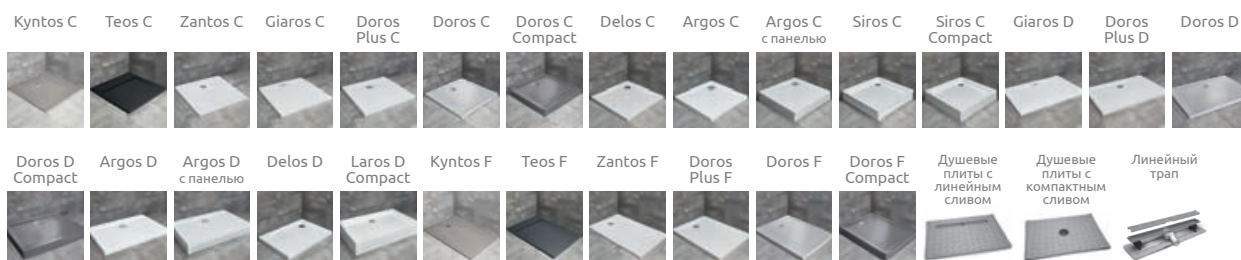 Kyntos C
Teos C
Zantos C
Giaros C
Doros
Plus C
Doros C
Doros C
Compact
Delos C
Argos C
Argos C
с панелью
Siros C
Siros C
Compact
Giaros D
Doros
Plus D
Doros D
Doros D
Compact
Argos D
Argos D
с панелью
Delos D
Laros D
Compact
Kyntos F
Teos F
Zantos F
Doros
Plus F
Doros F
Doros F
Compact
Душевые
плиты с
линейным
сливом
Душевые
плиты с
компактным
сливом
Линейный
трап